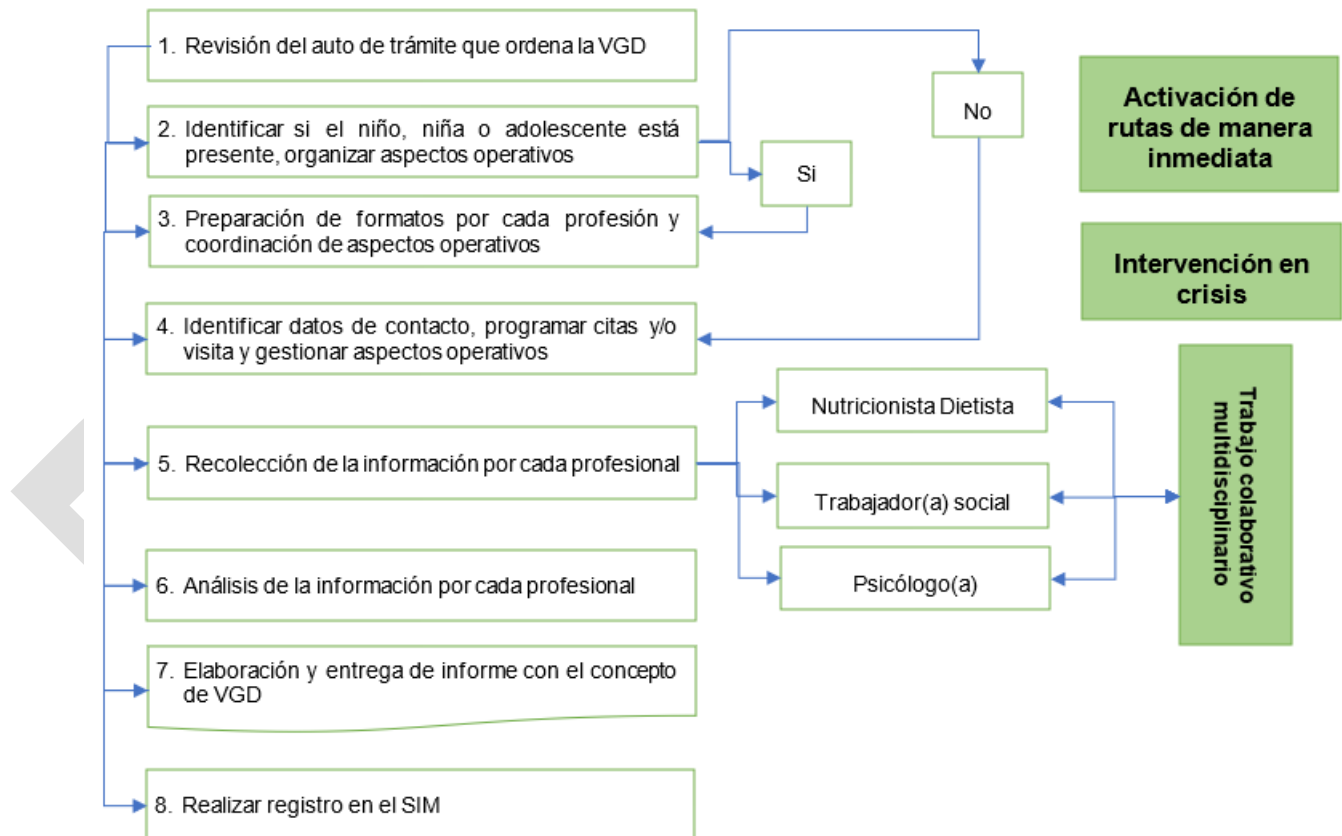 1. Revisión del auto de trámite que ordena la VGD
No
Activación de
rutas de manera
inmediata
2. Identificar si el niño, niña o adolescente está
presente, organizar aspectos operativos
Si
3. Preparación de formatos por cada profesión y
coordinación de aspectos operativos
Intervención en
crisis
4. Identificar datos de contacto, programar citas y/o
visita y gestionar aspectos operativos
Nutricionista Dietista
5. Recolección de la información por cada profesional
Trabajador(a) social
Trabajo colaborativo
multidisciplinario
6. Análisis de la información por cada profesional
Psicólogo(a)
7. Elaboración y entrega de informe con el concepto
de VGD
8. Realizar registro en el SIM